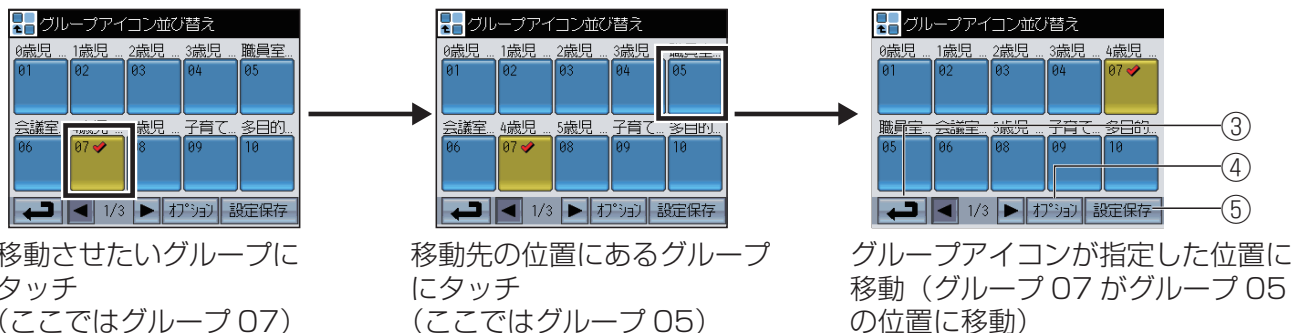 グループアイコン並び替え
0歳児 … 1歳児 … 2歳児 … 3歳児 … 職員室…
01 02 03 04 05
会議室… 4歳児 … 5歳児 … 子育て… 多目的…
06 07 08 09 10
1/3 オプション 設定保存
移動させたいグループに
タッチ
（ここではグループ 07）
グループアイコン並び替え
0歳児 … 1歳児 … 2歳児 … 3歳児 … 職員室…
01 02 03 04 05
会議室… 4歳児 … 5歳児 … 子育て… 多目的…
06 07 08 09 10
1/3 オプション 設定保存
移動先の位置にあるグループ
にタッチ
（ここではグループ 05）
グループアイコン並び替え
0歳児 … 1歳児 … 2歳児 … 3歳児 … 4歳児 …
01 02 03 04 07
職員室… 会議室… 5歳児 … 子育て… 多目的…
05 06 08 09 10
1/3 オプション 設定保存
③
④
⑤
グループアイコンが指定した位置に
移動（グループ 07 がグループ 05
の位置に移動）